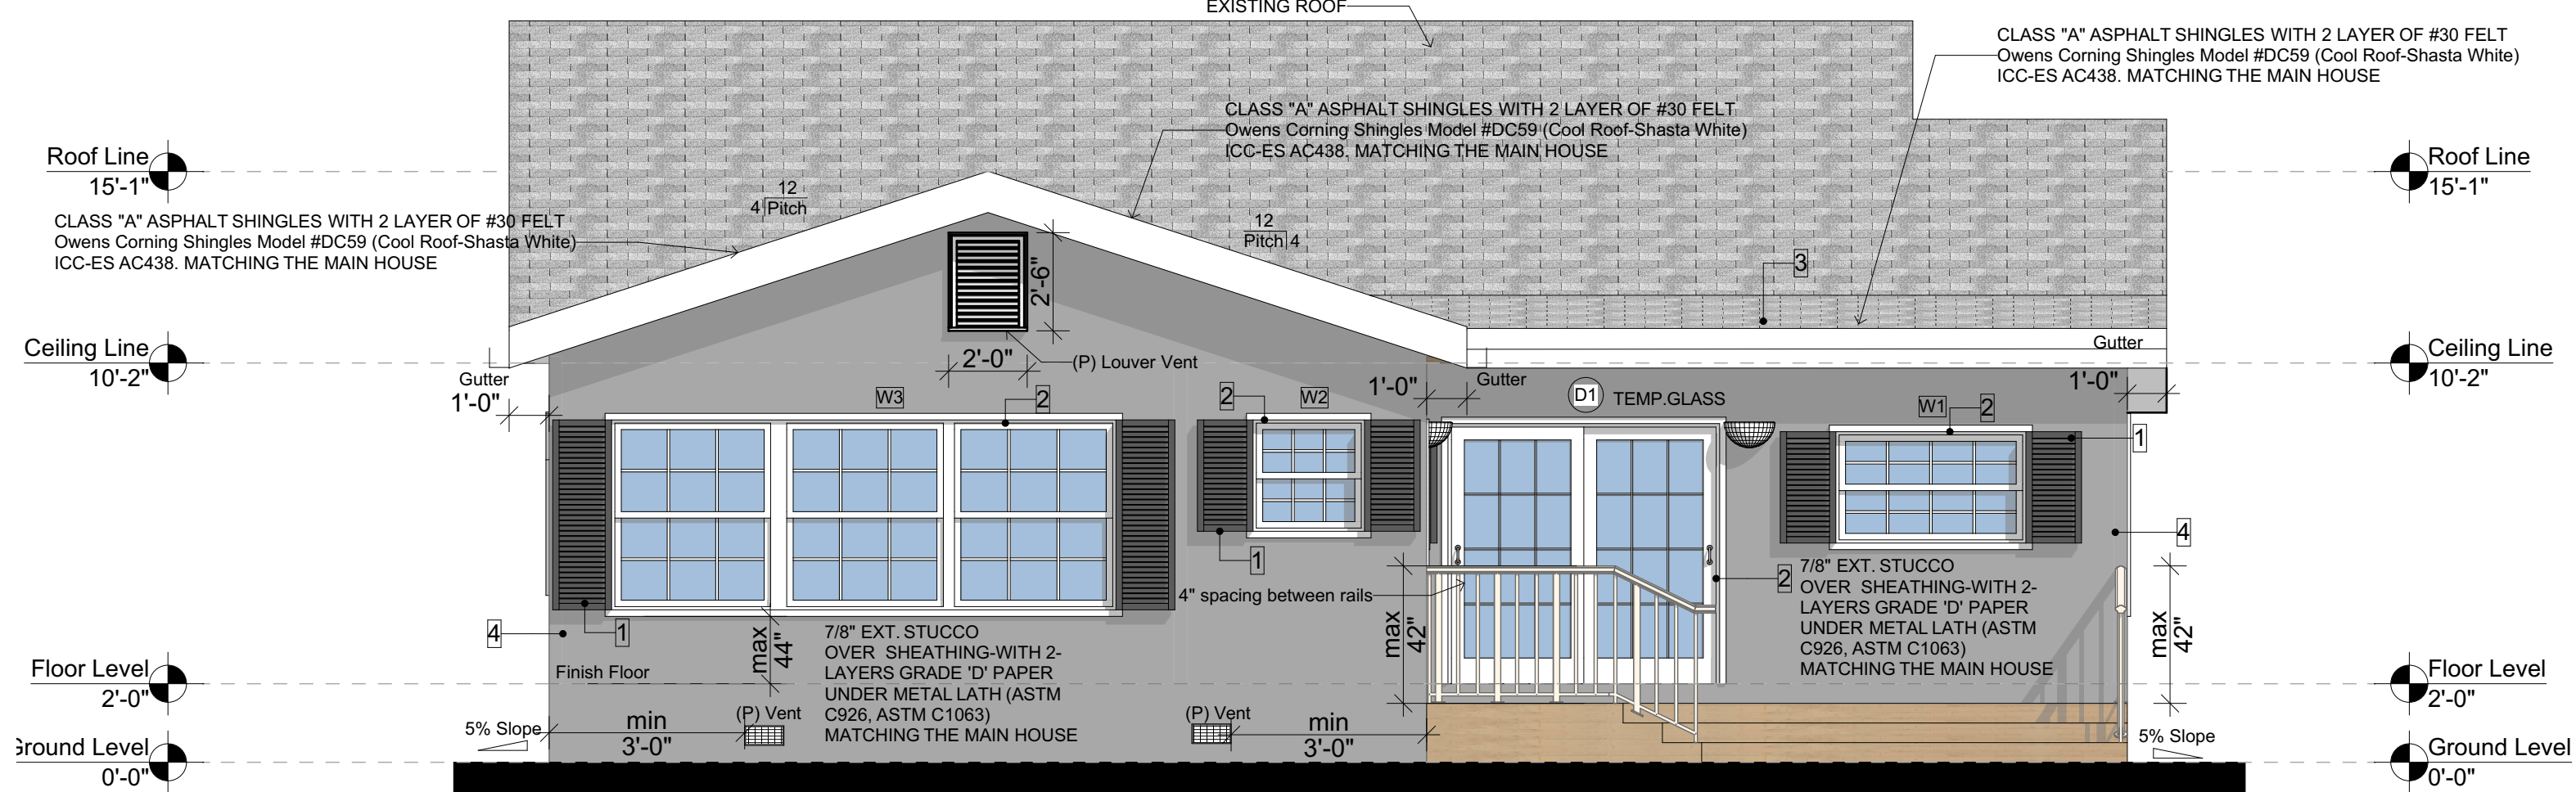 EXISTING ROOF
CLASS "A" ASPHALT SHINGLES WITH 2 LAYER OF #30 FELT
Owens Corning Shingles Model #DC59 (Cool Roof-Shasta White)
ICC-ES AC438. MATCHING THE MAIN HOUSE
CLASS "A" ASPHALT SHINGLES WITH 2 LAYER OF #30 FELT
Owens Corning Shingles Model #DC59 (Cool Roof-Shasta White)
ICC-ES AC438. MATCHING THE MAIN HOUSE
Roof Line
15'-1"
Roof Line
15'-1"
12
4 Pitch
12
Pitch 4
CLASS "A" ASPHALT SHINGLES WITH 2 LAYER OF #30 FELT
Owens Corning Shingles Model #DC59 (Cool Roof-Shasta White)
ICC-ES AC438. MATCHING THE MAIN HOUSE
3
2'-6"
Ceiling Line
10'-2"
Gutter
Ceiling Line
10'-2"
2'-0"
(P) Louver Vent
Gutter
1'-0"
1'-0"
Gutter
1'-0"
W3
2
2
W2
D1
TEMP.GLASS
W1
2
1
4
1
4" spacing between rails
2
7/8" EXT. STUCCO
OVER SHEATHING-WITH 2-
LAYERS GRADE 'D' PAPER
UNDER METAL LATH (ASTM
C926, ASTM C1063)
MATCHING THE MAIN HOUSE
4
1
max
44"
7/8" EXT. STUCCO
OVER SHEATHING-WITH 2-
LAYERS GRADE 'D' PAPER
UNDER METAL LATH (ASTM
C926, ASTM C1063)
MATCHING THE MAIN HOUSE
max
42"
max
42"
Floor Level
2'-0"
Finish Floor
Floor Level
2'-0"
5% Slope
min
3'-0"
(P) Vent
(P) Vent
min
3'-0"
5% Slope
Ground Level
0'-0"
Ground Level
0'-0"